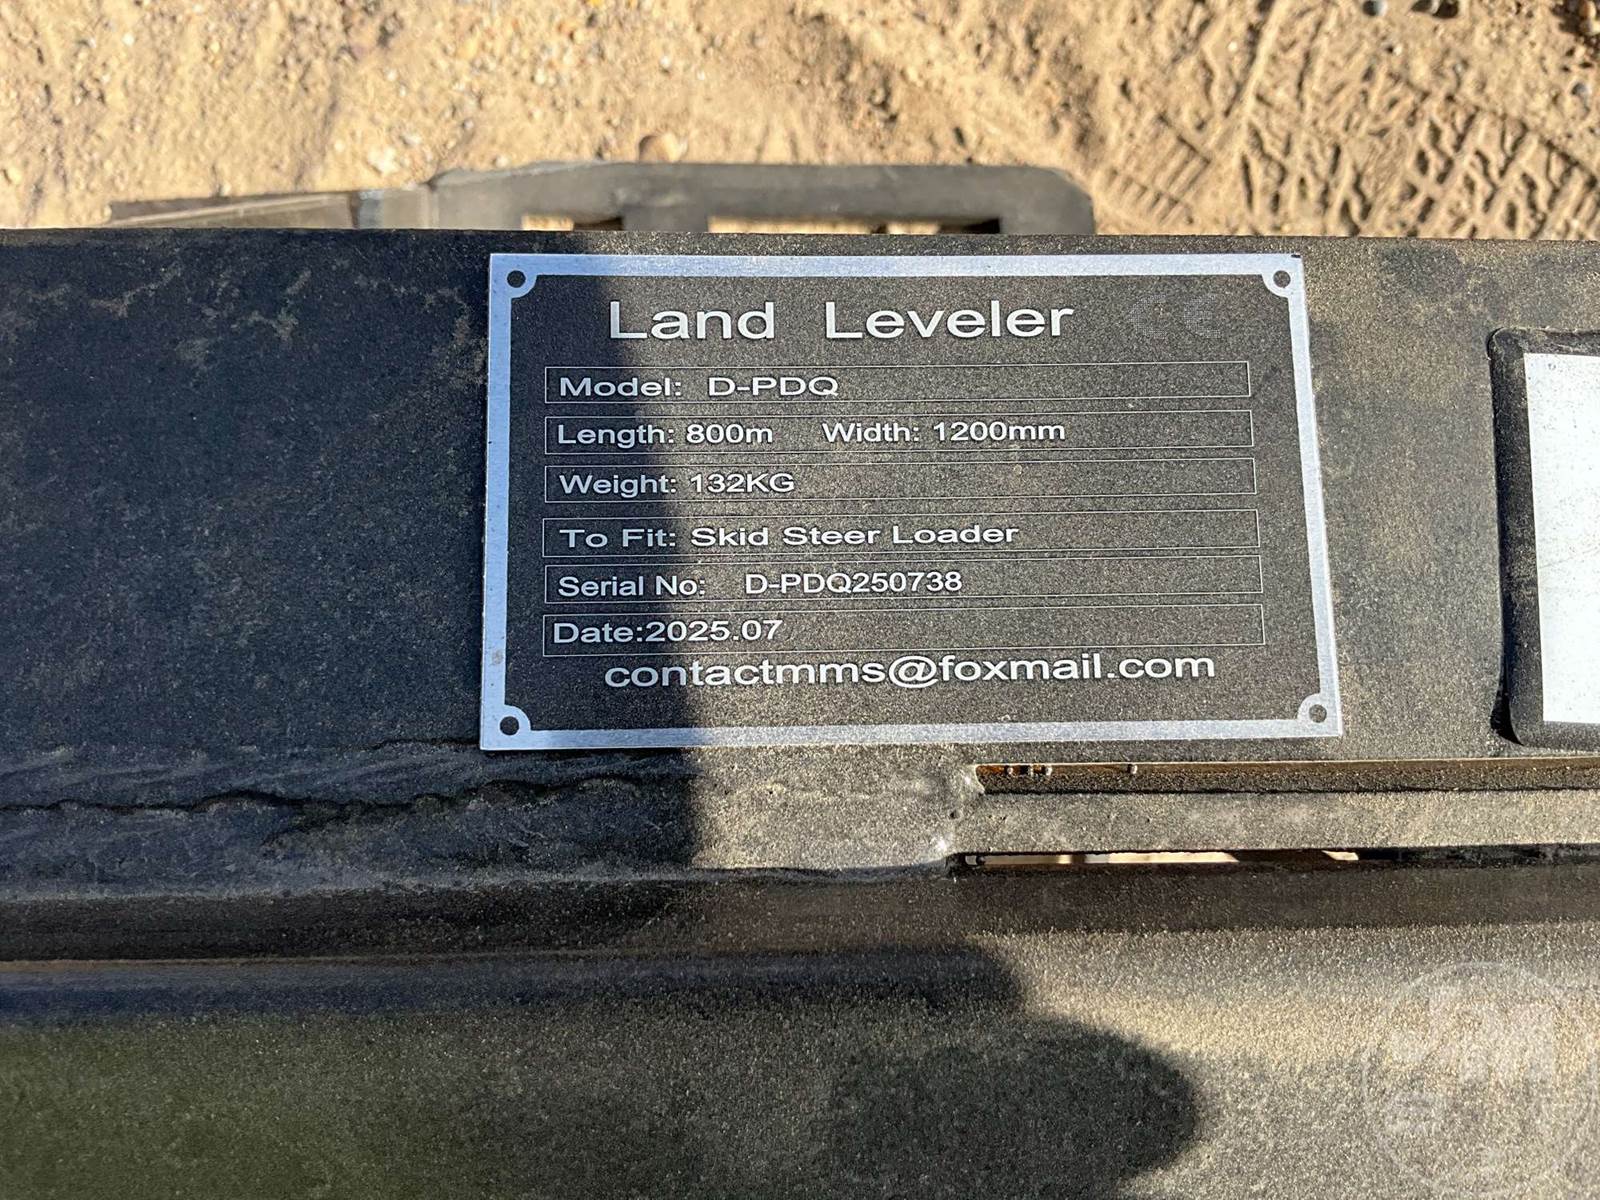 Land Leveler CE
Model: D-PDQ
Length: 800m Width: 1200mm
Weight: 132KG
To Fit: Skid Steer Loader
Serial No: D-PDQ250738
Date:2025.07
contactmms@foxmail.com